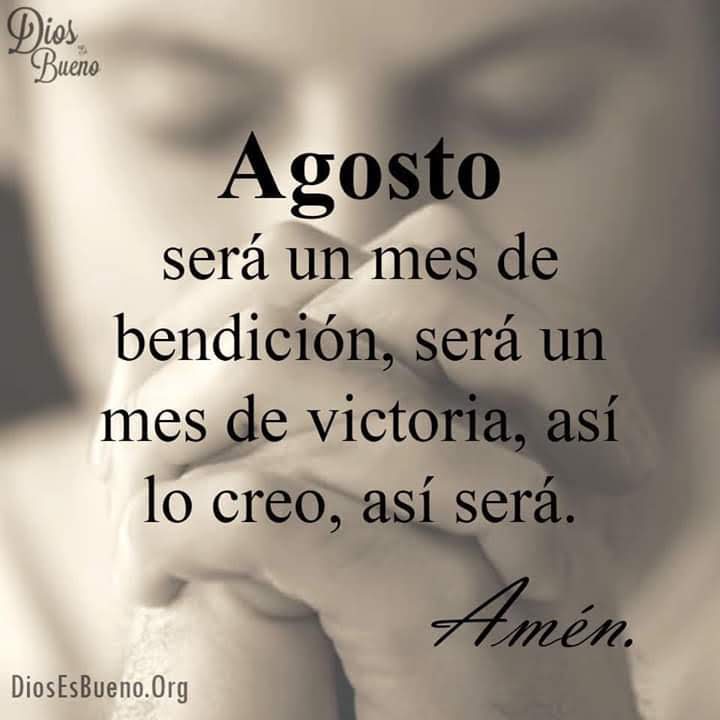 Dios
es
Bueno
Agosto
será un mes de
bendición, será un
mes de victoria, así
lo creo, así será.
Amén.
DiosEsBueno.Org